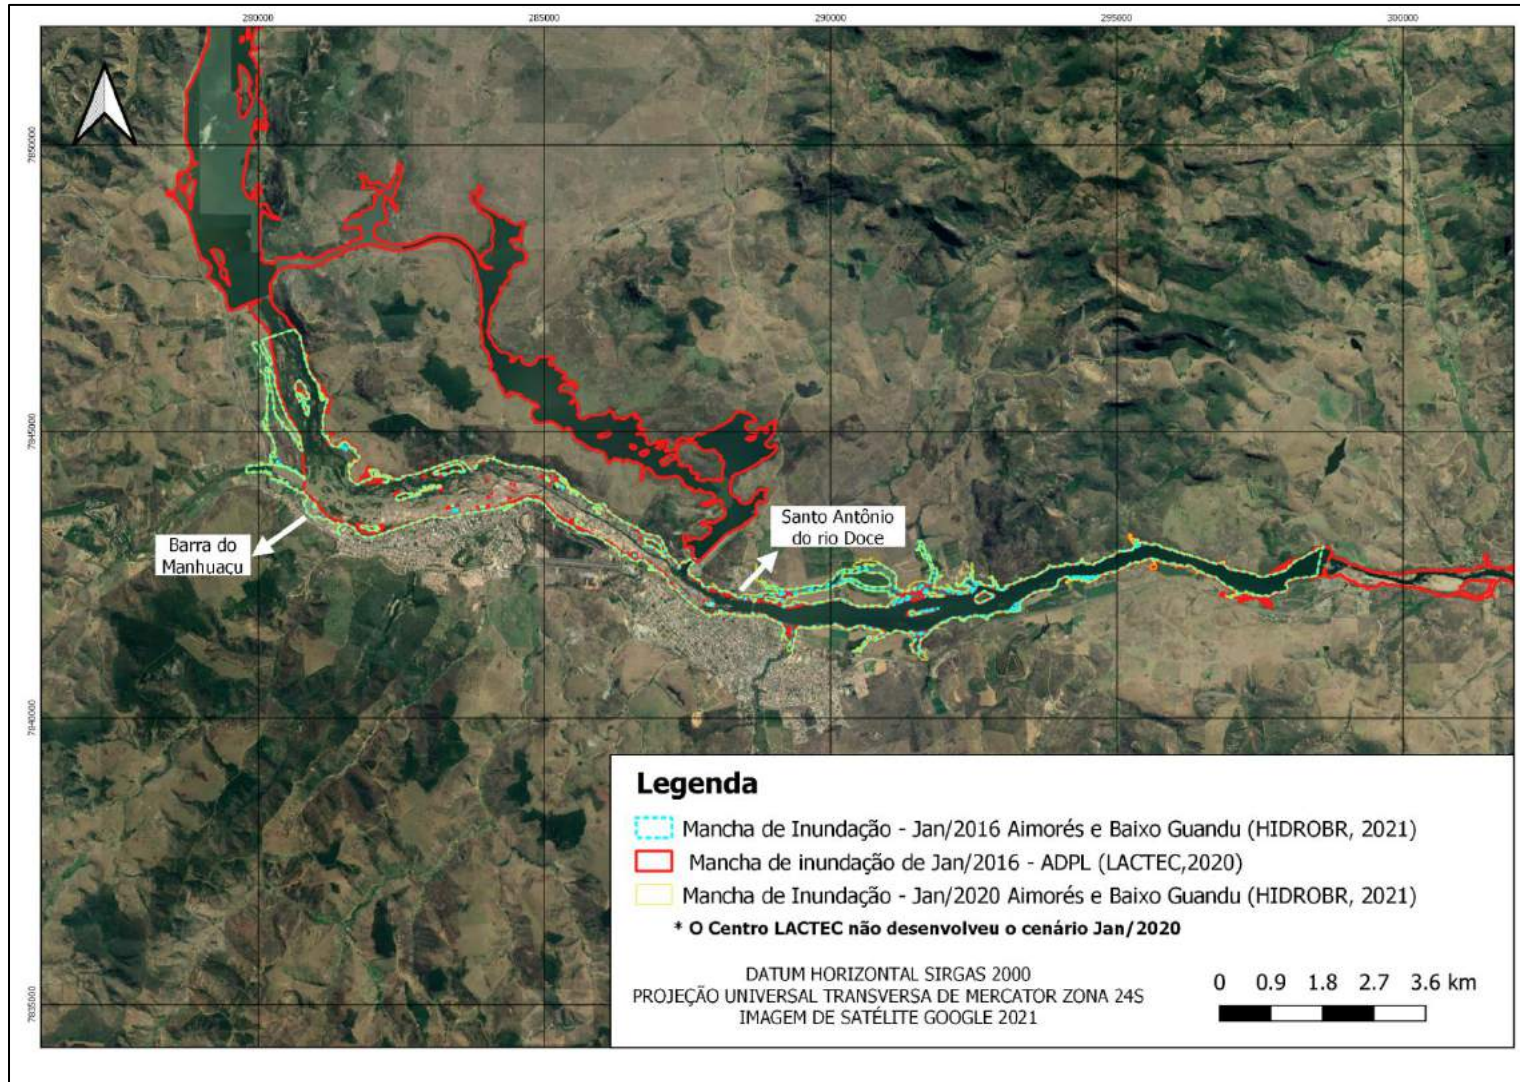 280000
285000
290000
295000
300000
7850000
7845000
7840000
7835000
Barra do
Manhuaçu
Santo Antônio
do rio Doce
Legenda
Mancha de Inundação - Jan/2016 Aimorés e Baixo Guandu (HIDROBR, 2021)
Mancha de inundação de Jan/2016 - ADPL (LACTEC,2020)
Mancha de Inundação - Jan/2020 Aimorés e Baixo Guandu (HIDROBR, 2021)
* O Centro LACTEC não desenvolveu o cenário Jan/2020
DATUM HORIZONTAL SIRGAS 2000
PROJEÇÃO UNIVERSAL TRANSVERSA DE MERCATOR ZONA 24S
IMAGEM DE SATÉLITE GOOGLE 2021
0 0.9 1.8 2.7 3.6 km